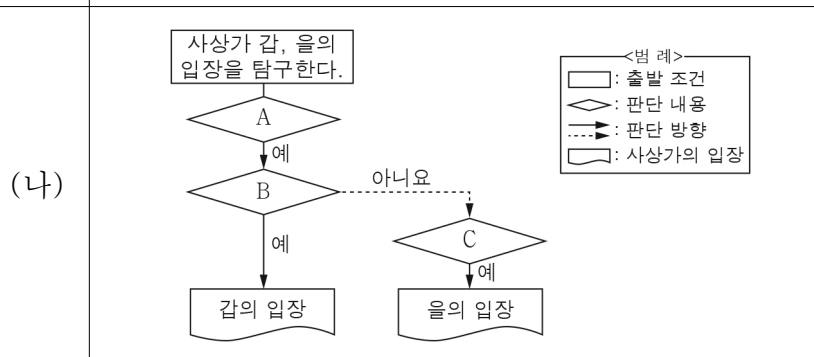 (나)
사상가 갑, 을의
입장을 탐구한다.
A
예
B
아니요
예
C
예
갑의 입장
을의 입장
<범 례>
: 출발 조건
: 판단 내용
: 판단 방향
: 사상가의 입장